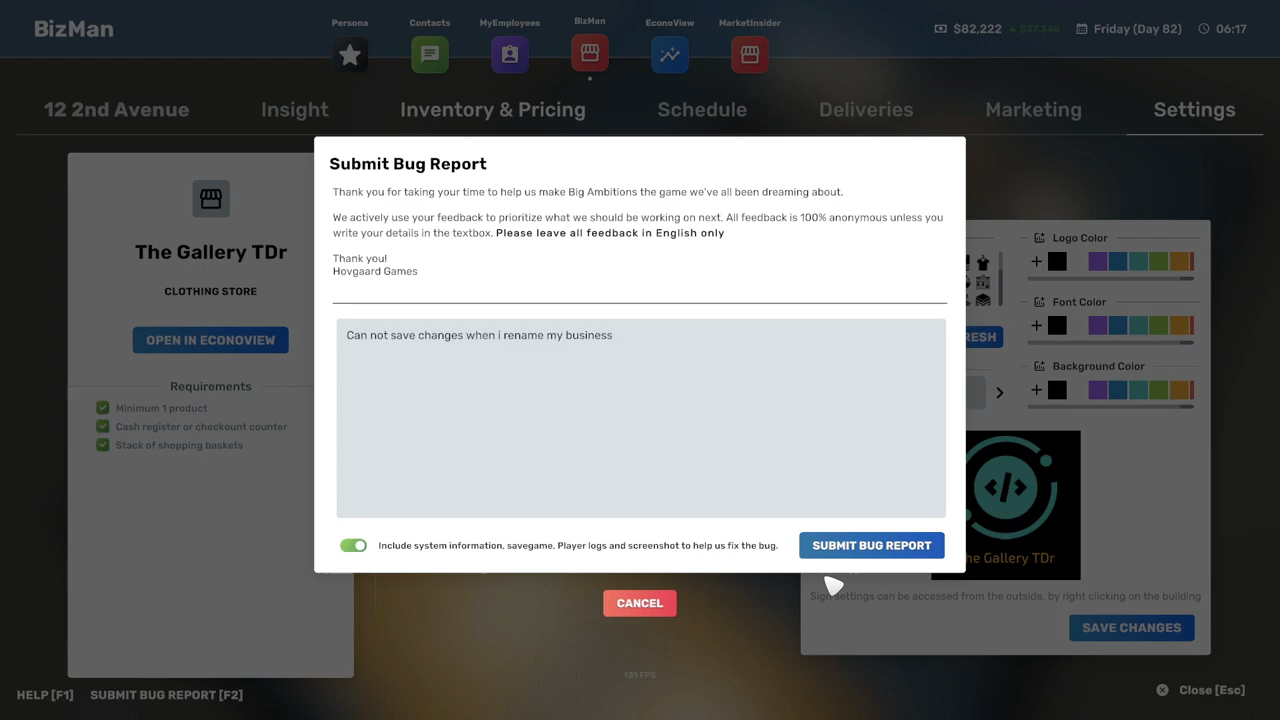 BizMan
Persona
Contacts
MyEmployees
BizMan
EconoView
MarketInsider
$82,222
$37,345
Friday (Day 82)
06:17
12 2nd Avenue
Insight
Inventory & Pricing
Schedule
Deliveries
Marketing
Settings
The Gallery TDr
CLOTHING STORE
OPEN IN ECONOVIEW
Requirements
Minimum 1 product
Cash register or checkount counter
Stack of shopping baskets
Submit Bug Report
Thank you for taking your time to help us make Big Ambitions the game we've all been dreaming about.
We actively use your feedback to prioritize what we should be working on next. All feedback is 100% anonymous unless you
write your details in the textbox. Please leave all feedback in English only
Thank you!
Hovgaard Games
Can not save changes when i rename my business
Include system information, savegame, Player logs and screenshot to help us fix the bug.
SUBMIT BUG REPORT
CANCEL
Logo Color
Font Color
RESH
Background Color
he Gallery TDr
Sign settings can be accessed from the outside, by right clicking on the building
SAVE CHANGES
131 FPS
HELP [F1]
SUBMIT BUG REPORT [F2]
Close [Esc]